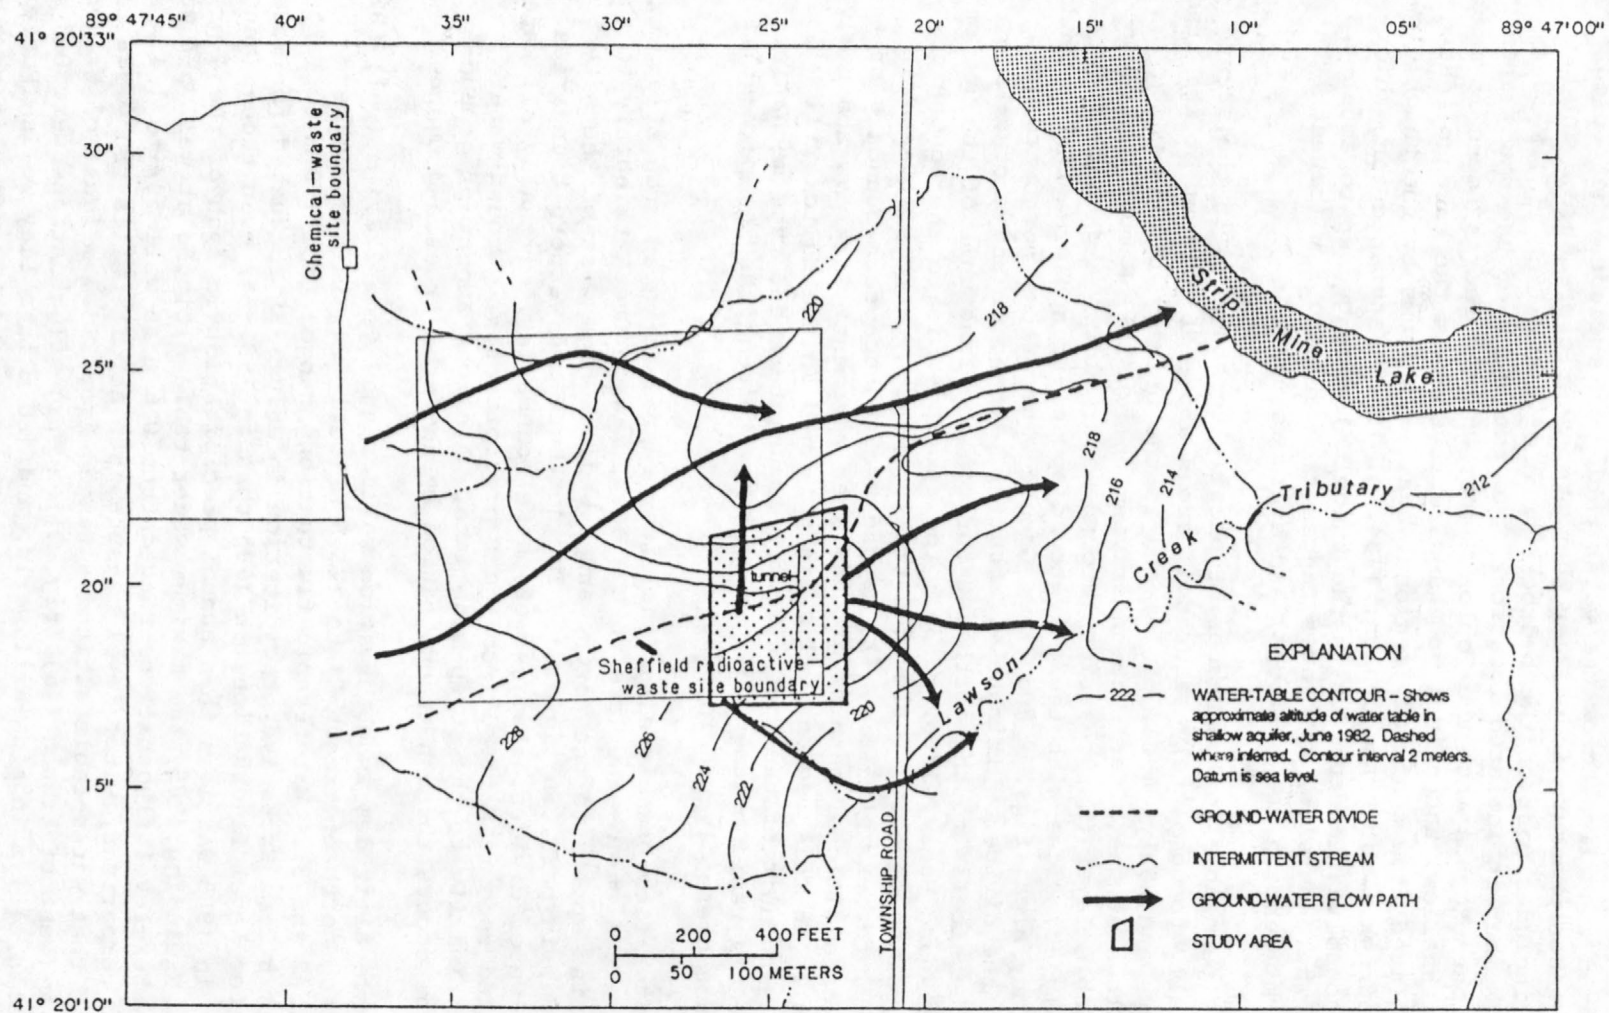 89° 47'45" 40" 35" 30" 25" 20" 15" 10" 05" 89° 47'00"
41° 20'33"
30"
25"
20"
15"
41° 20'10"
Chemical-waste
site boundary
220
218
Strip
Mine
Lake
218
216
214
212
Tributary
Creek
Lawson
tunnel
Sheffield radioactive
waste site boundary
228
226
224
222
220
TOWNSHIP ROAD
0 200 400 FEET
0 50 100 METERS
EXPLANATION
222 WATER-TABLE CONTOUR – Shows
approximate altitude of water table in
shallow aquifer, June 1982. Dashed
where inferred. Contour interval 2 meters.
Datum is sea level.
GROUND-WATER DIVIDE
INTERMITTENT STREAM
GROUND-WATER FLOW PATH
STUDY AREA